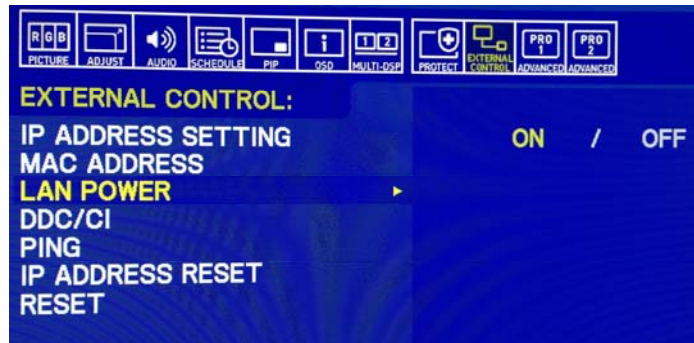 RGB 1 2 PRO 1 PRO 2
PICTURE ADJUST AUDIO SCHEDULE PIP OSD MULTI-DSP PROTECT EXTERNAL CONTROL ADVANCED ADVANCED
EXTERNAL CONTROL:
IP ADDRESS SETTING ON / OFF
MAC ADDRESS
LAN POWER
DDC/CI
PING
IP ADDRESS RESET
RESET